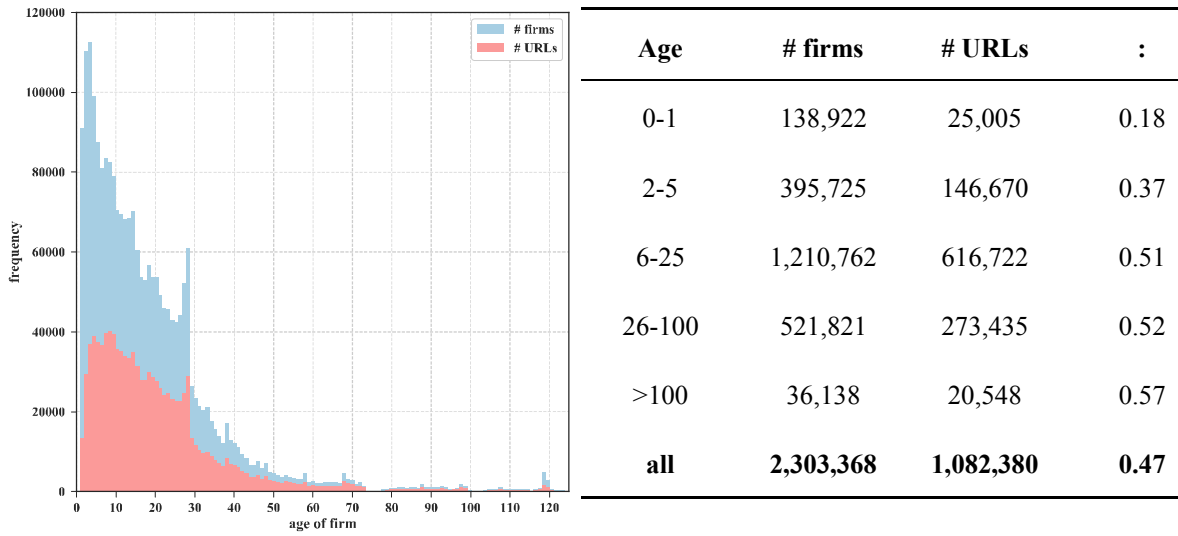 120000
100000
80000
60000
40000
20000
0
frequency
# firms
# URLs
0 10 20 30 40 50 60 70 80 90 100 110 120
age of firm
Age # firms # URLs :
0-1 138,922 25,005 0.18
2-5 395,725 146,670 0.37
6-25 1,210,762 616,722 0.51
26-100 521,821 273,435 0.52
>100 36,138 20,548 0.57
all 2,303,368 1,082,380 0.47